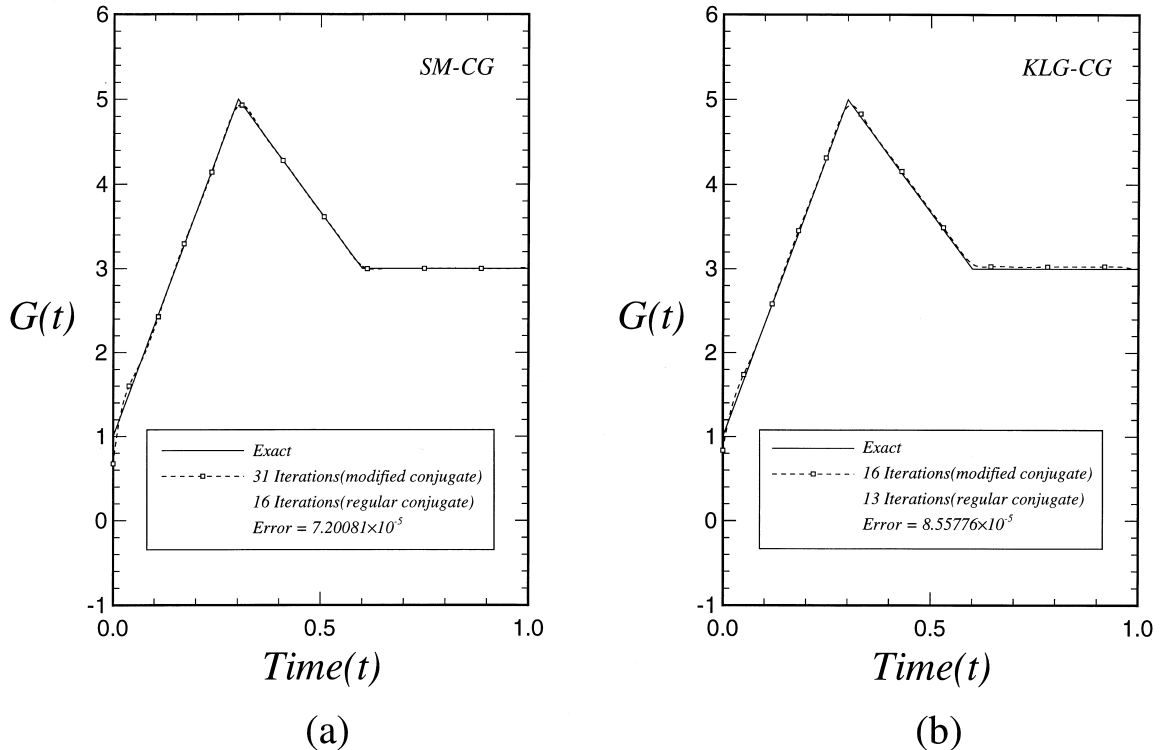 6
5
4
3
2
1
0
-1
G(t)
SM-CG
Exact
31 Iterations(modified conjugate)
16 Iterations(regular conjugate)
Error = 7.20081×10^-5
0.0
0.5
1.0
Time(t)
(a)
6
5
4
3
2
1
0
-1
G(t)
KLG-CG
Exact
16 Iterations(modified conjugate)
13 Iterations(regular conjugate)
Error = 8.55776×10^-5
0.0
0.5
1.0
Time(t)
(b)